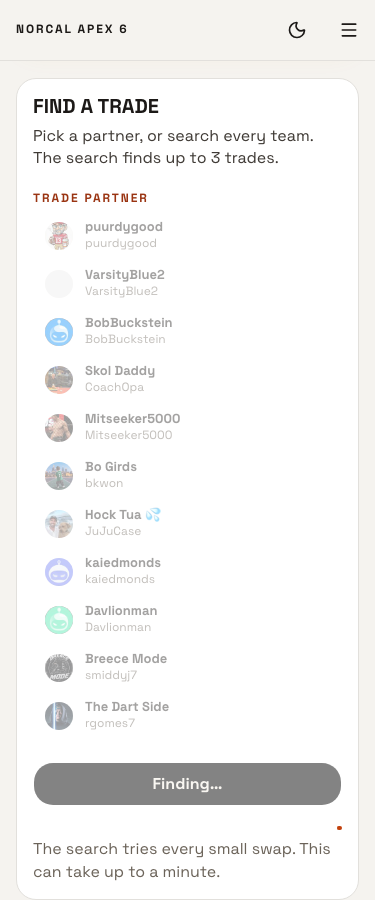 NORCAL APEX 6
FIND A TRADE
Pick a partner, or search every team.
The search finds up to 3 trades.
TRADE PARTNER
puurdygood
puurdygood
VarsityBlue2
VarsityBlue2
BobBuckstein
BobBuckstein
Skol Daddy
CoachOpa
Mitseeker5000
Mitseeker5000
Bo Girds
bkwon
Hock Tua 💦
JuJuCase
kaiedmonds
kaiedmonds
Davlionman
Davlionman
Breece Mode
smiddyj7
The Dart Side
rgomes7
Finding...
The search tries every small swap. This
can take up to a minute.